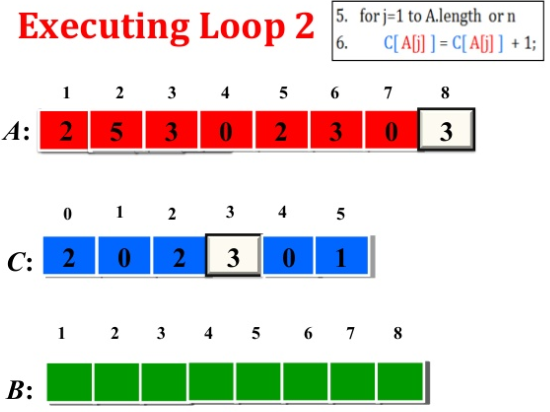 Executing Loop 2
5. for j=1 to A.length or n
6. C[ A[j] ] = C[ A[j] ] + 1;
1 2 3 4 5 6 7 8
A: 2 5 3 0 2 3 0 3
0 1 2 3 4 5
C: 2 0 2 3 0 1
1 2 3 4 5 6 7 8
B: